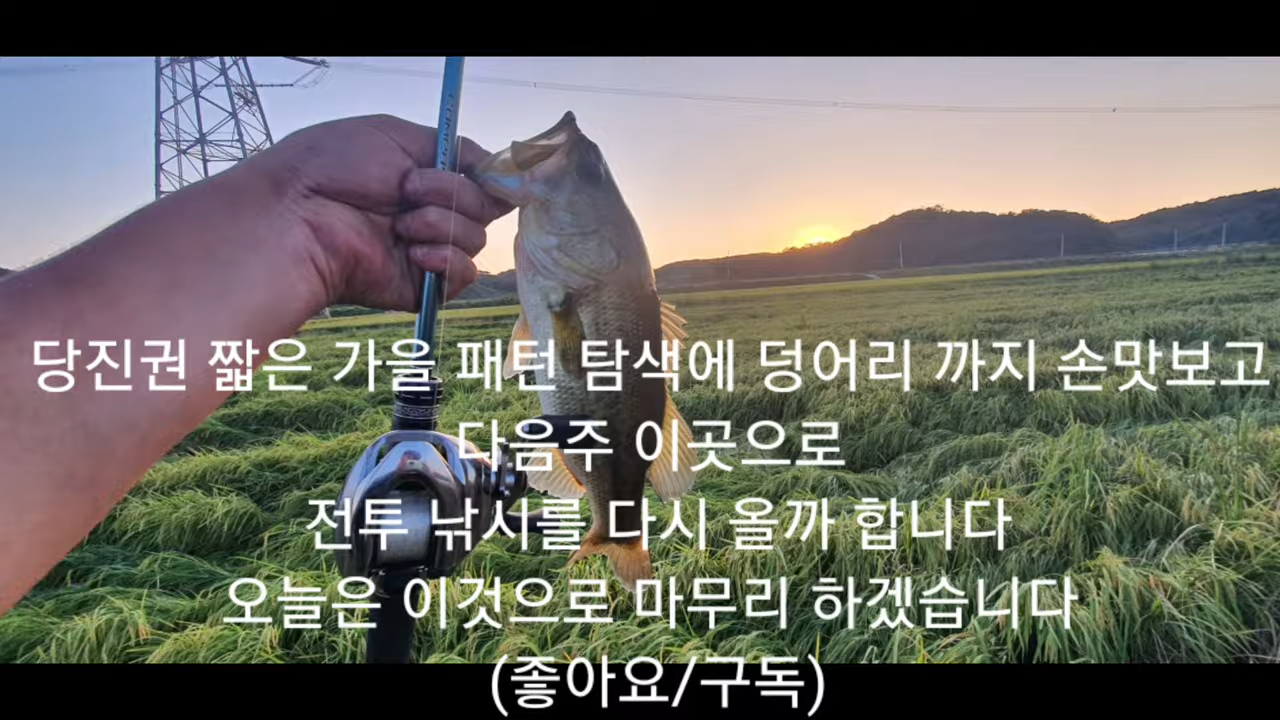 당진권 짧은 가을 패턴 탐색에 덩어리 까지 손맛보고
다음주 이곳으로
전투 낚시를 다시 올까 합니다
오늘은 이것으로 마무리 하겠습니다
(좋아요/구독)